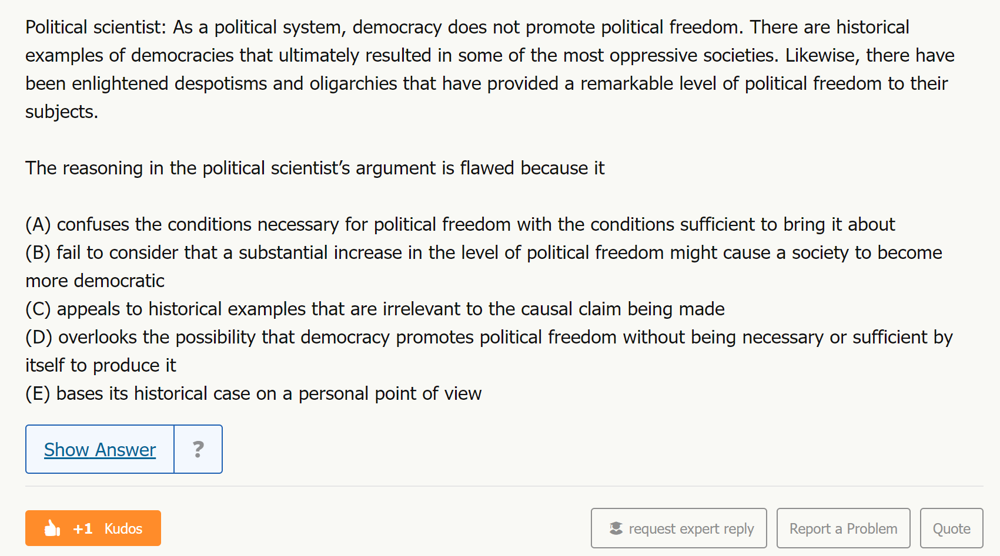 Political scientist: As a political system, democracy does not promote political freedom. There are historical
examples of democracies that ultimately resulted in some of the most oppressive societies. Likewise, there have
been enlightened despotisms and oligarchies that have provided a remarkable level of political freedom to their
subjects.
The reasoning in the political scientist’s argument is flawed because it
(A) confuses the conditions necessary for political freedom with the conditions sufficient to bring it about
(B) fail to consider that a substantial increase in the level of political freedom might cause a society to become
more democratic
(C) appeals to historical examples that are irrelevant to the causal claim being made
(D) overlooks the possibility that democracy promotes political freedom without being necessary or sufficient by
itself to produce it
(E) bases its historical case on a personal point of view
Show Answer ?
+1 Kudos request expert reply Report a Problem Quote